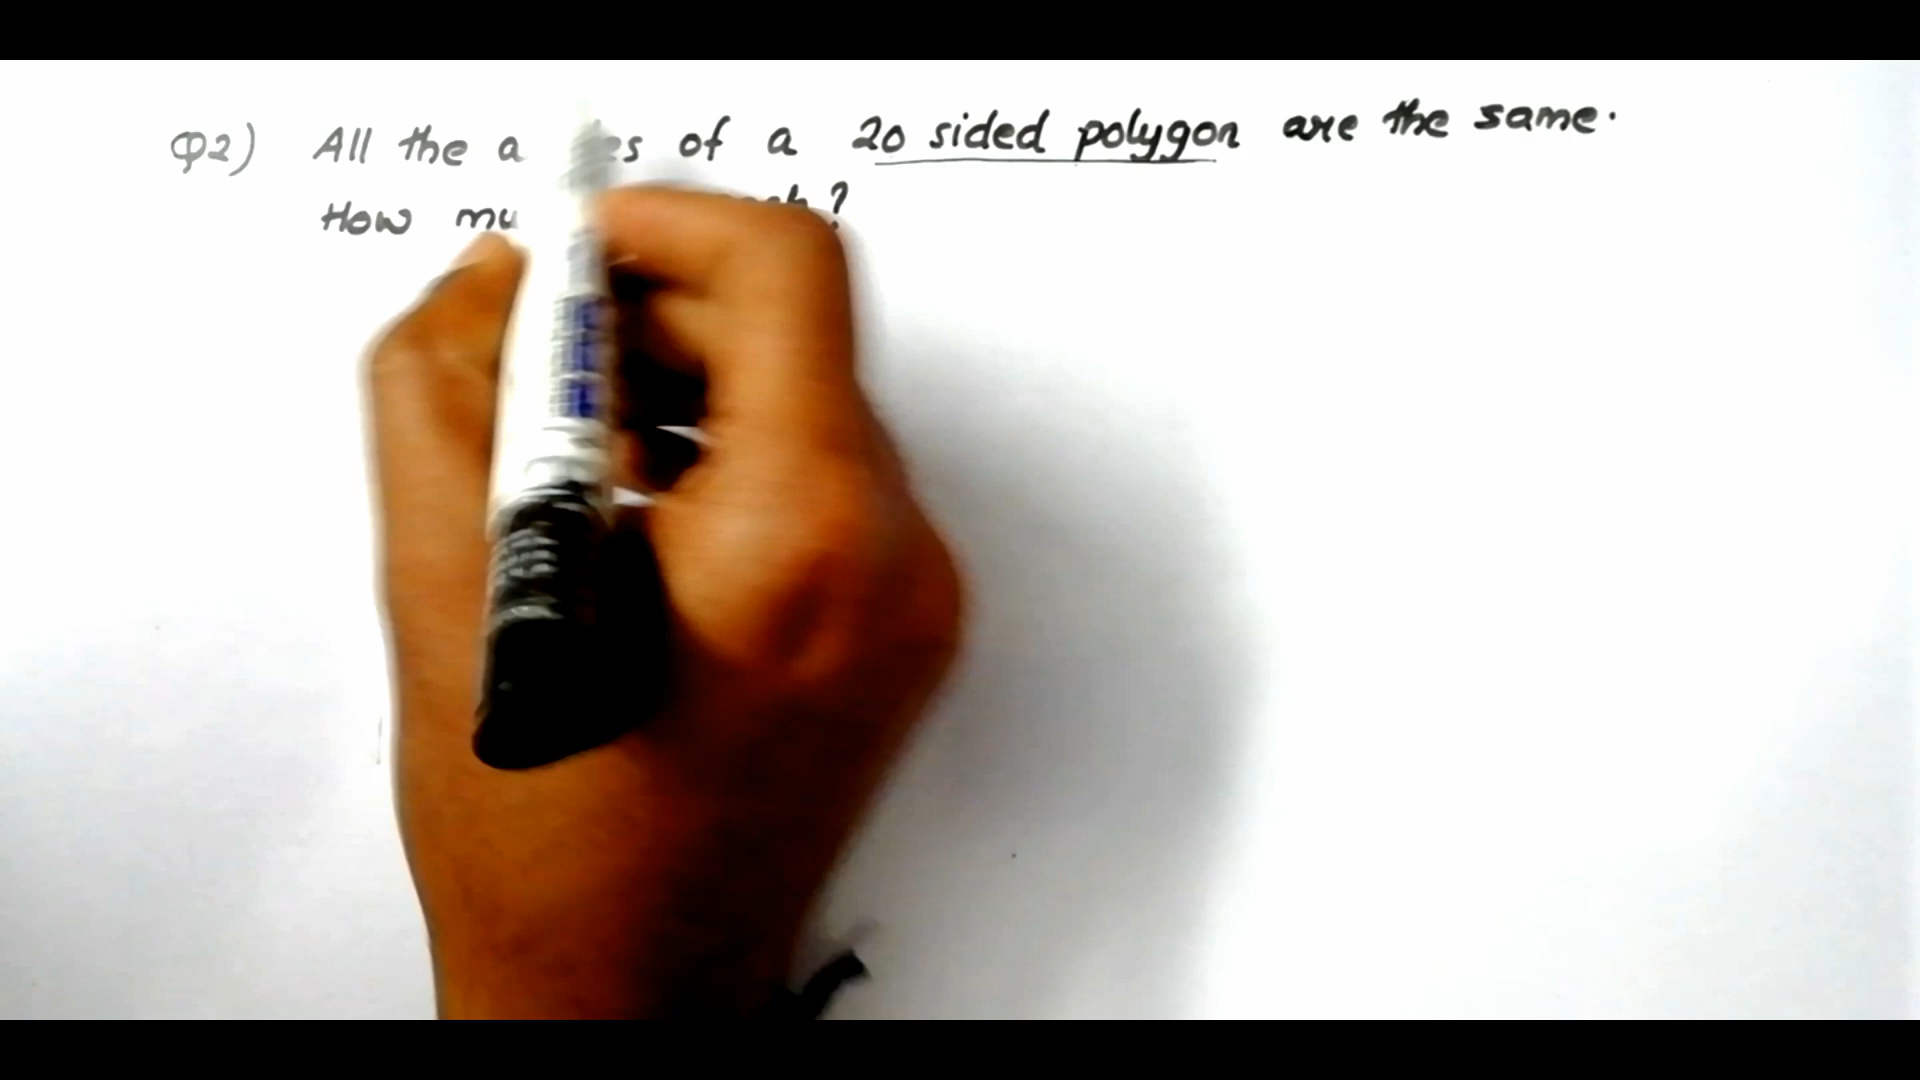 Q2) All the a es of a 20 sided polygon are the same.
How mu ?